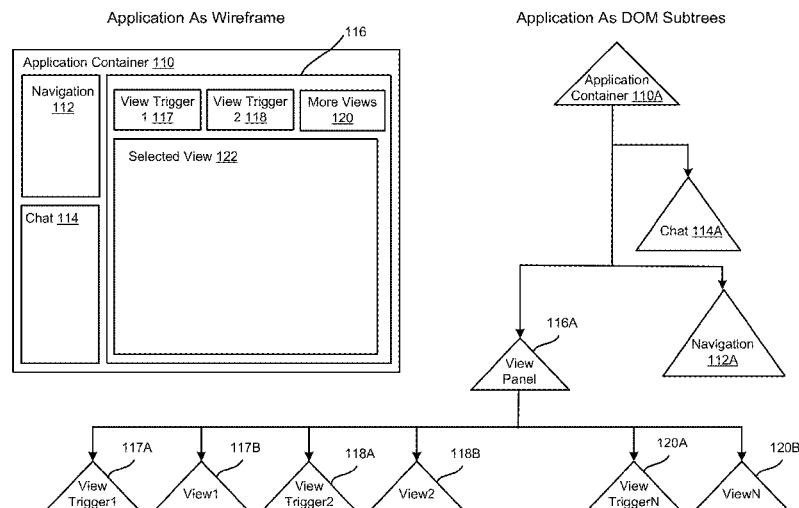 Application As Wireframe
Application As DOM Subtrees
116
Application Container 110
Navigation
112
View Trigger
1 117
View Trigger
2 118
More Views
120
Selected View 122
Chat 114
Application
Container 110A
Chat 114A
Navigation
112A
116A
View
Panel
117A
View
Trigger1
117B
View1
118A
View
Trigger2
118B
View2
120A
View
TriggerN
120B
ViewN